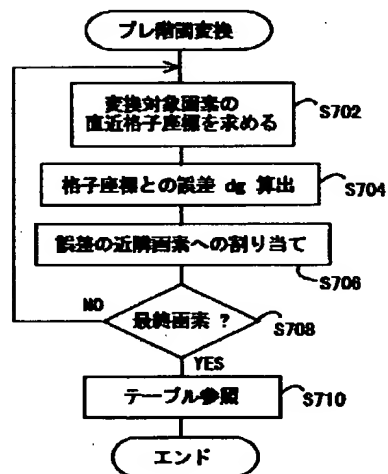 プレ階調変換
変換対象画素の
直近格子座標を求める
S702
格子座標との誤差 dg 算出
S704
誤差の近隣画素への割り当て
S706
NO
最終画素 ?
S708
YES
テーブル参照
S710
エンド